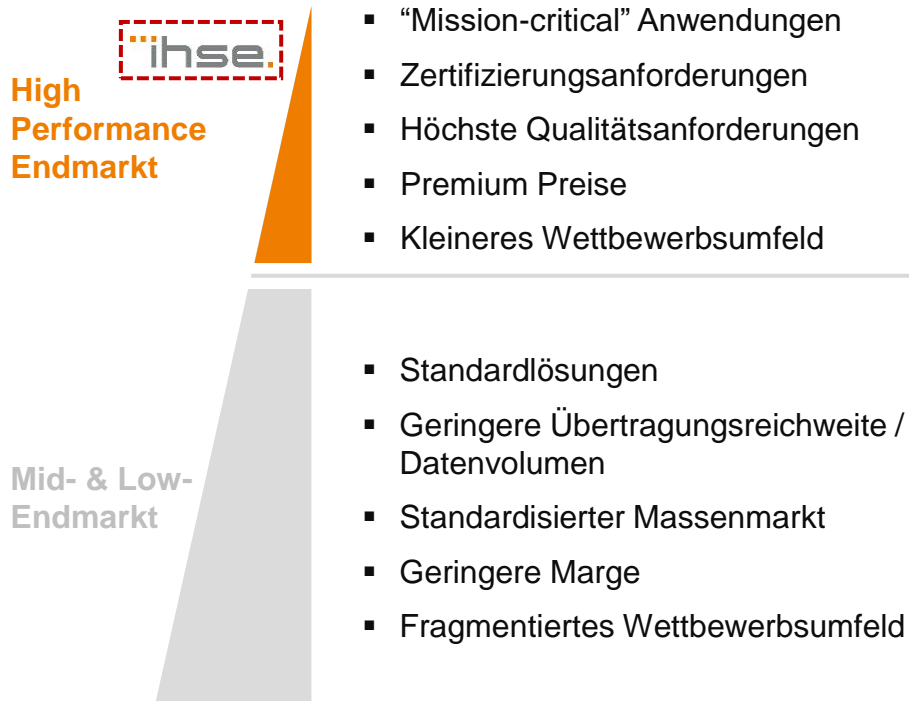 ihse.
High
Performance
Endmarkt
▪ “Mission-critical” Anwendungen
▪ Zertifizierungsanforderungen
▪ Höchste Qualitätsanforderungen
▪ Premium Preise
▪ Kleineres Wettbewerbsumfeld
Mid- & Low-
Endmarkt
▪ Standardlösungen
▪ Geringere Übertragungsreichweite /
Datenvolumen
▪ Standardisierter Massenmarkt
▪ Geringere Marge
▪ Fragmentiertes Wettbewerbsumfeld